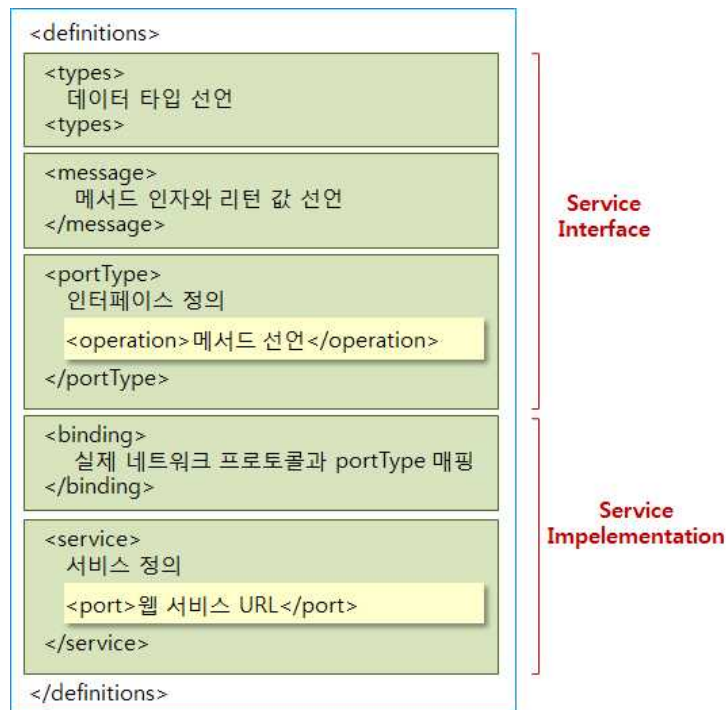 <definitions>
<types>
데이터 타입 선언
<types>
<message>
메서드 인자와 리턴 값 선언
</message>
<portType>
인터페이스 정의
<operation>메서드 선언</operation>
</portType>
<binding>
실제 네트워크 프로토콜과 portType 매핑
</binding>
<service>
서비스 정의
<port>웹 서비스 URL</port>
</service>
</definitions>
Service
Interface
Service
Impelementation